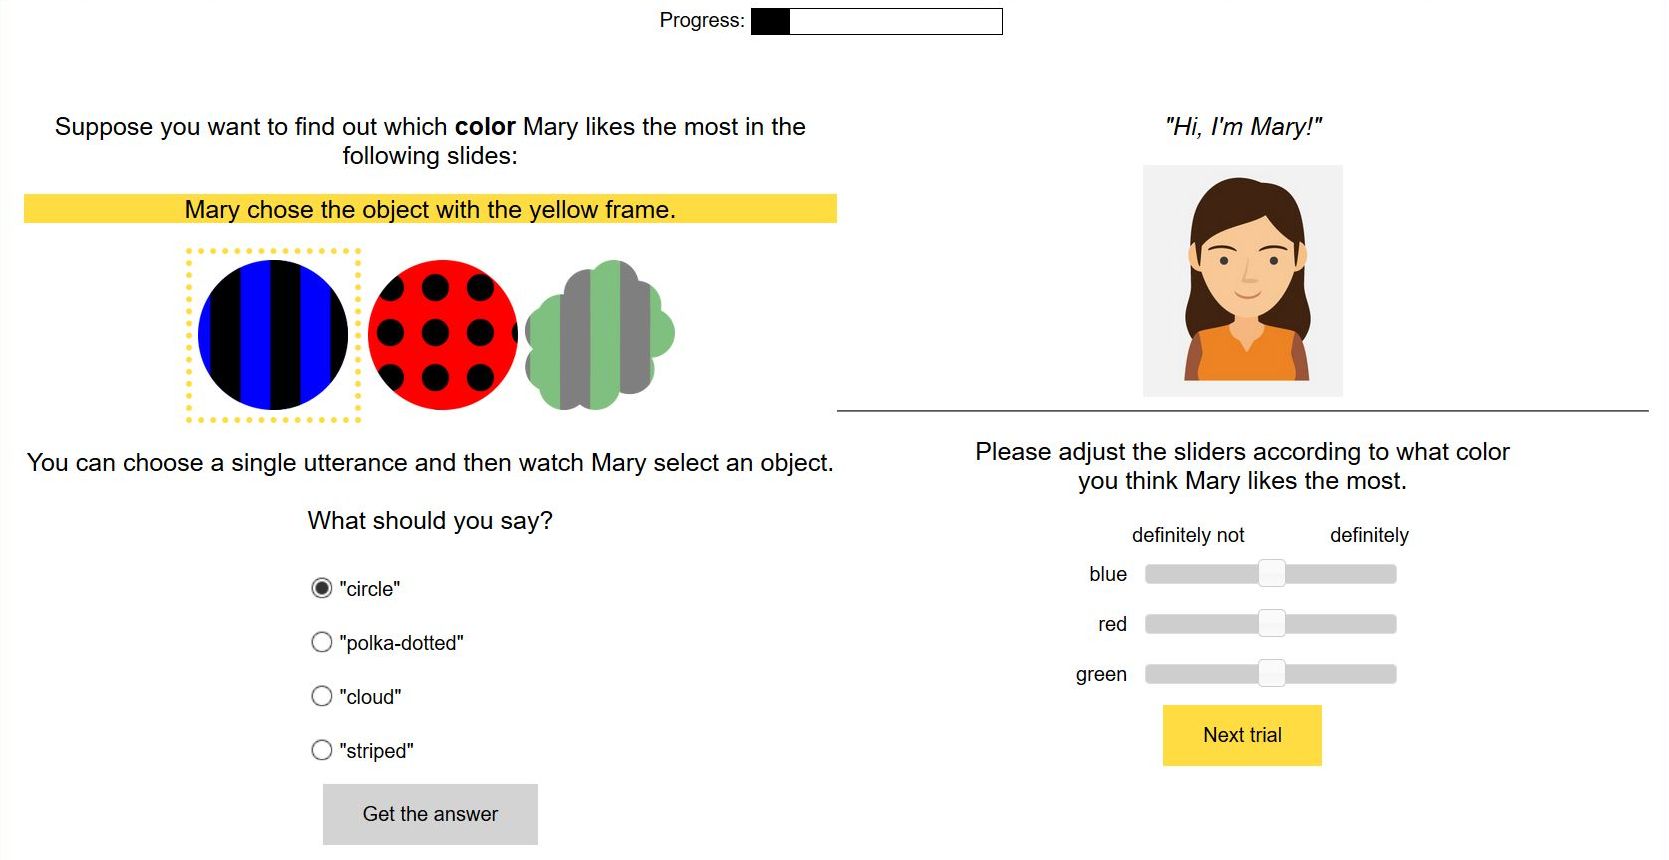 Progress:
Suppose you want to find out which color Mary likes the most in the
following slides:
Mary chose the object with the yellow frame.
You can choose a single utterance and then watch Mary select an object.
What should you say?
"circle"
"polka-dotted"
"cloud"
"striped"
Get the answer
"Hi, I'm Mary!"
Please adjust the sliders according to what color
you think Mary likes the most.
definitely not definitely
blue
red
green
Next trial